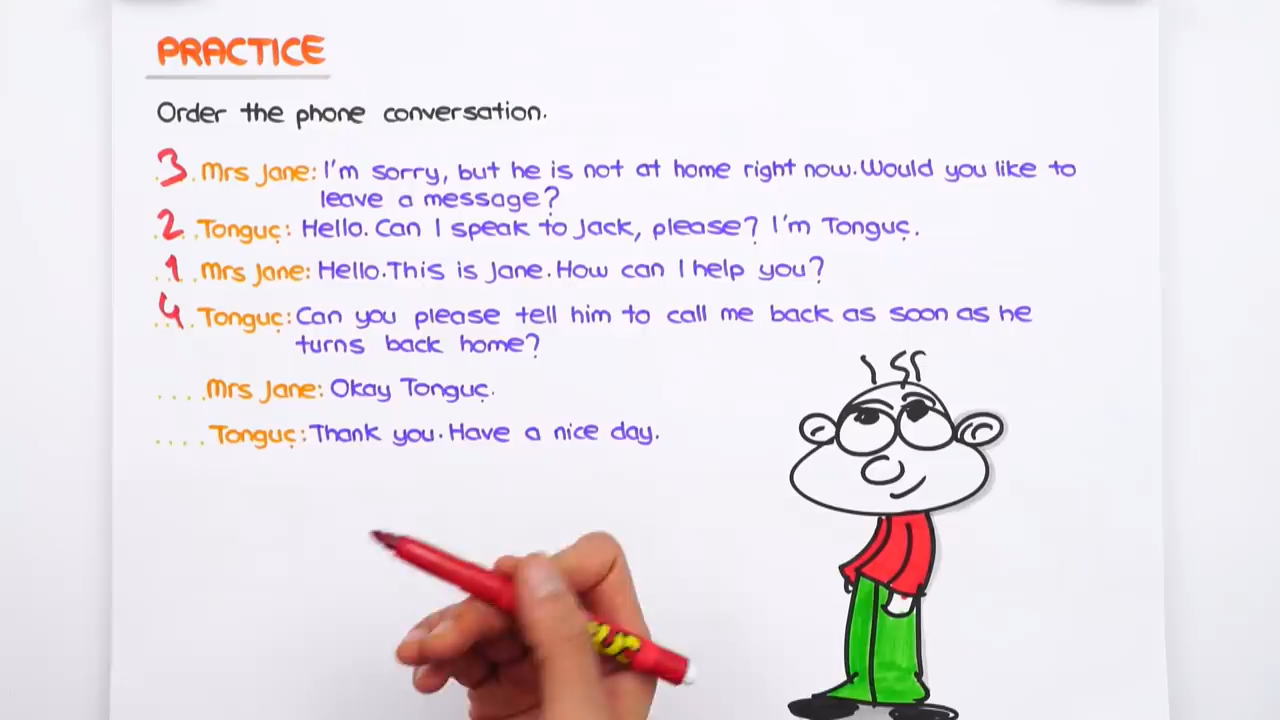 PRACTICE
Order the phone conversation.
.3. Mrs Jane: I'm sorry, but he is not at home right now. Would you like to
leave a message?
.2.. Tonguç: Hello. Can I speak to Jack, please? I'm Tonguç.
..1. Mrs Jane: Hello. This is Jane. How can I help you?
..4. Tonguç: Can you please tell him to call me back as soon as he
turns back home?
.... Mrs Jane: Okay Tonguç.
.... Tonguç: Thank you. Have a nice day.